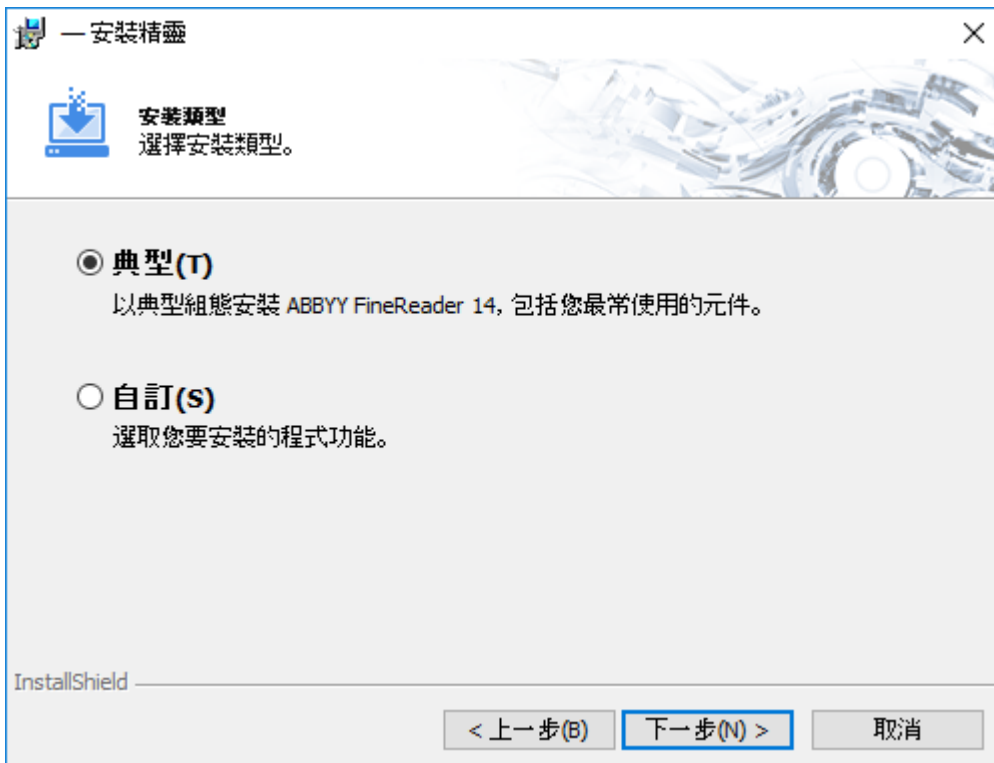 — 安裝精靈
安裝類型
選擇安裝類型。
典型(T)
以典型組態安裝 ABBYY FineReader 14, 包括您最常使用的元件。
自訂(S)
選取您要安裝的程式功能。
InstallShield
< 上一步(B) 下一步(N) > 取消